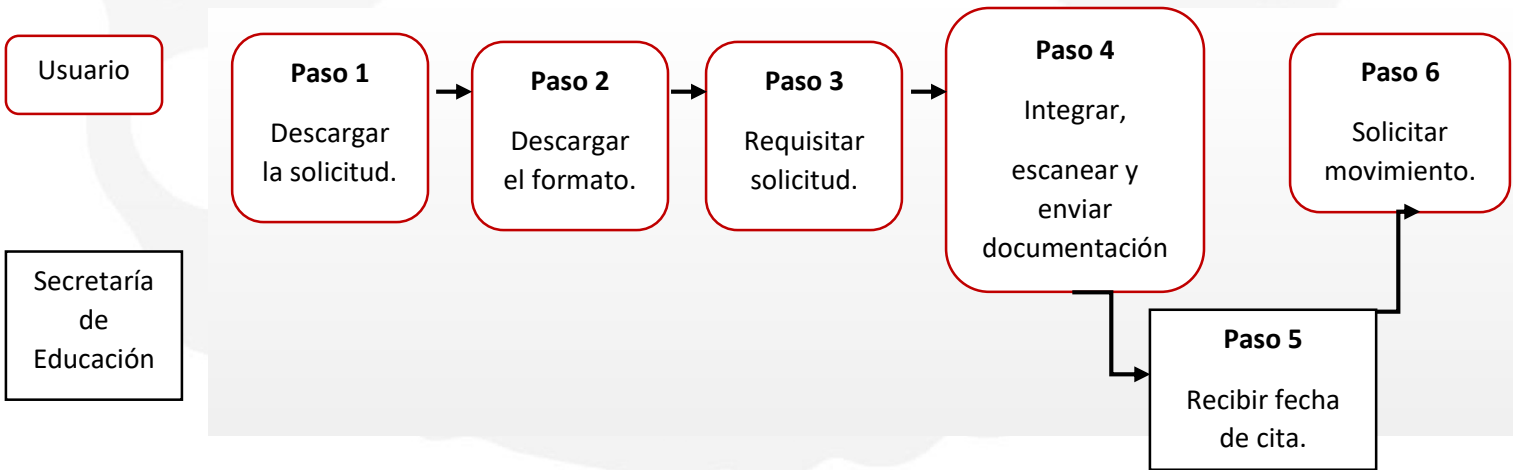 Usuario
Paso 1
Descargar
la solicitud.
Paso 2
Descargar
el formato.
Paso 3
Requisitar
solicitud.
Paso 4
Integrar,
escanear y
enviar
documentación
Paso 6
Solicitar
movimiento.
Secretaría
de
Educación
Paso 5
Recibir fecha
de cita.